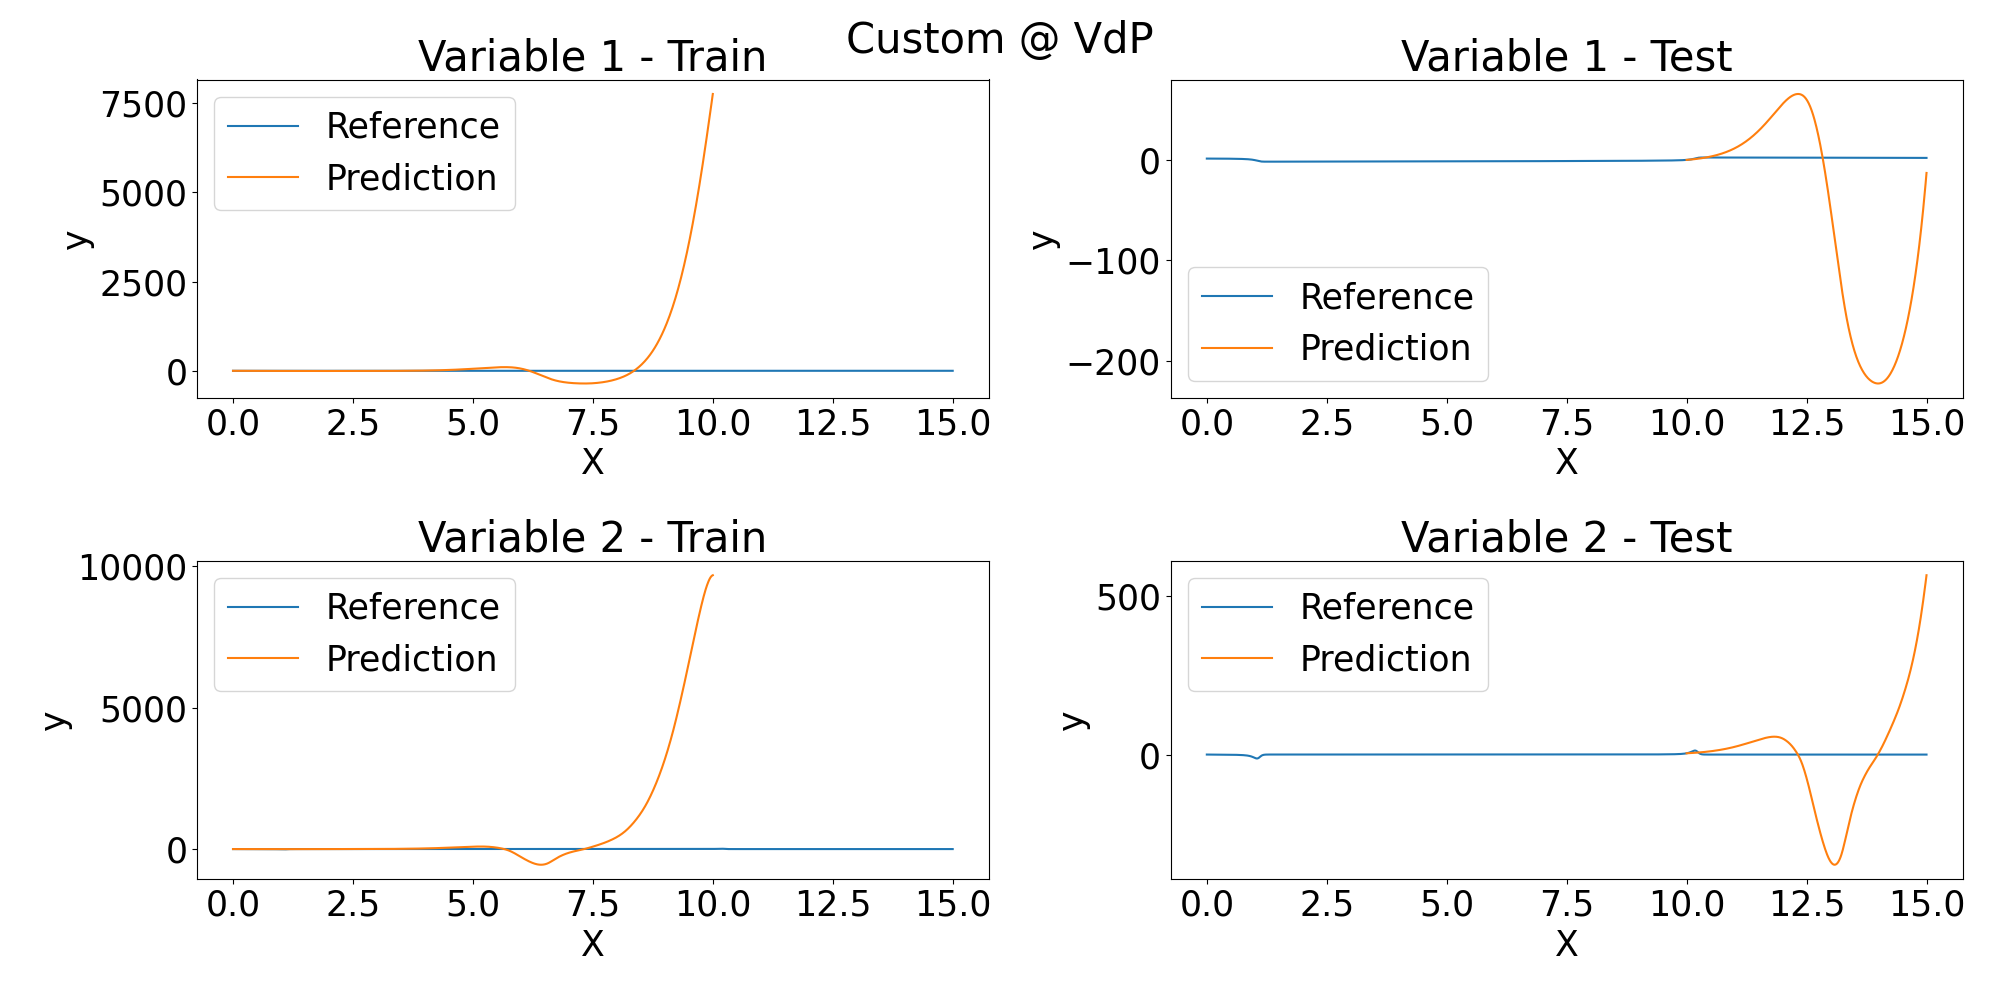 Custom @ VdP
Variable 1 - Train
7500
5000
2500
0
y
Reference
Prediction
0.0 2.5 5.0 7.5 10.0 12.5 15.0
X
Variable 1 - Test
0
−100
−200
y
Reference
Prediction
0.0 2.5 5.0 7.5 10.0 12.5 15.0
X
Variable 2 - Train
10000
5000
0
y
Reference
Prediction
0.0 2.5 5.0 7.5 10.0 12.5 15.0
X
Variable 2 - Test
500
0
y
Reference
Prediction
0.0 2.5 5.0 7.5 10.0 12.5 15.0
X